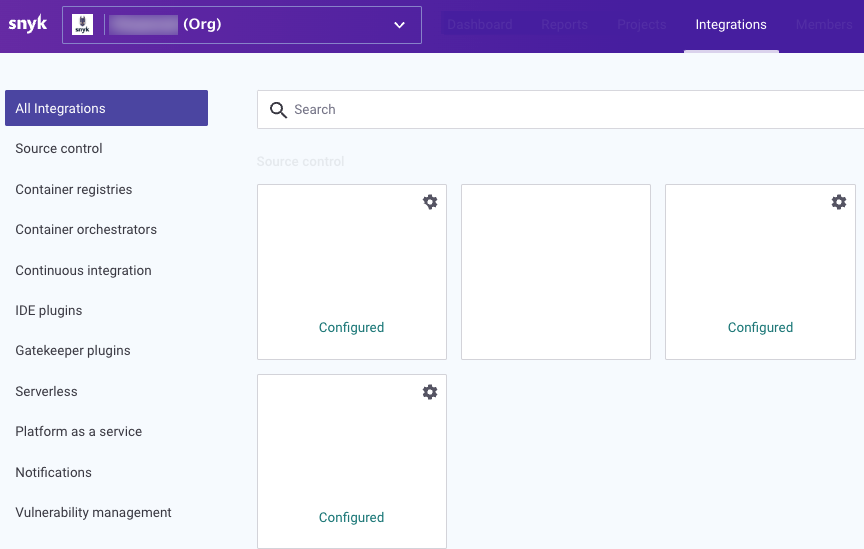 snyk
snyk
(Org)
Dashboard
Reports
Projects
Integrations
Members
All Integrations
Search
Source control
Source control
Container registries
Container orchestrators
Continuous integration
IDE plugins
Gatekeeper plugins
Serverless
Platform as a service
Notifications
Vulnerability management
Configured
Configured
Configured